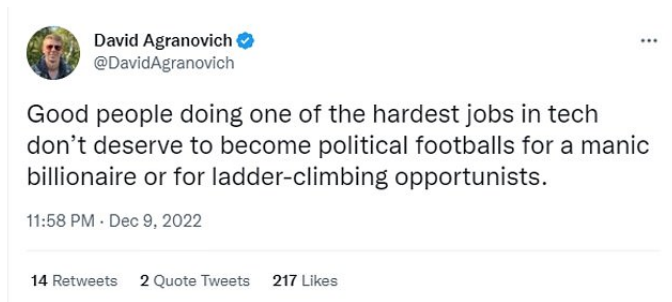 David Agranovich
@DavidAgranovich
Good people doing one of the hardest jobs in tech
don’t deserve to become political footballs for a manic
billionaire or for ladder-climbing opportunists.
11:58 PM · Dec 9, 2022
14 Retweets 2 Quote Tweets 217 Likes